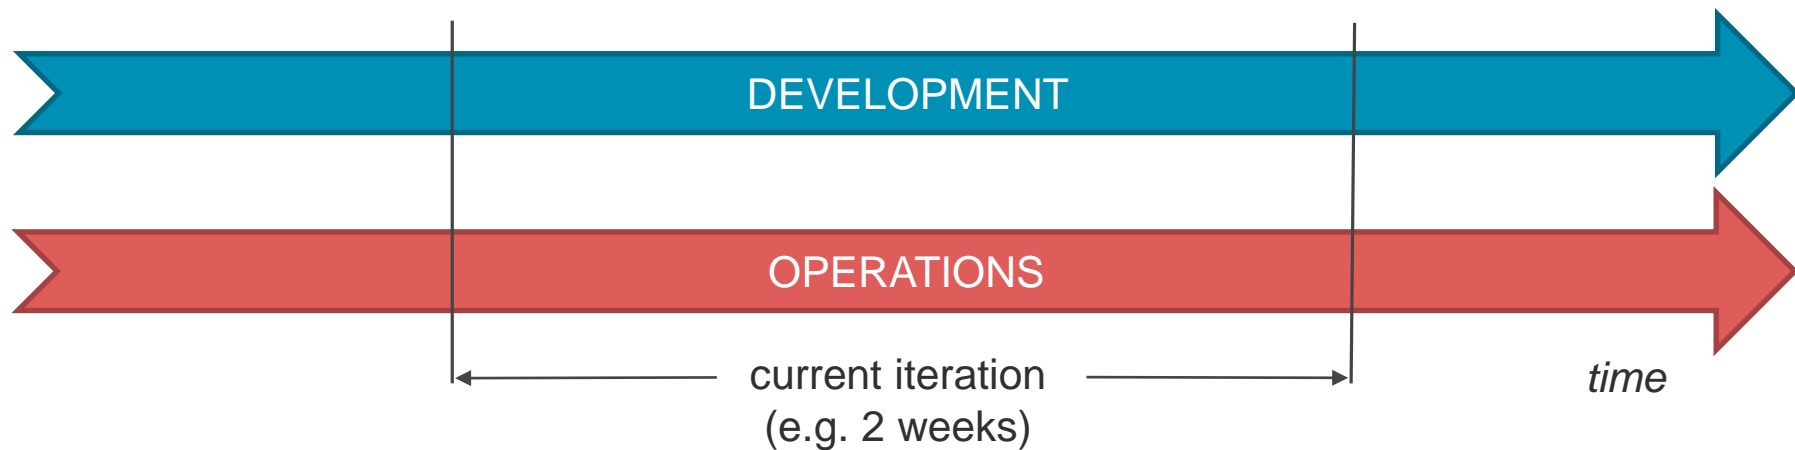 DEVELOPMENT
OPERATIONS
current iteration
(e.g. 2 weeks)
time